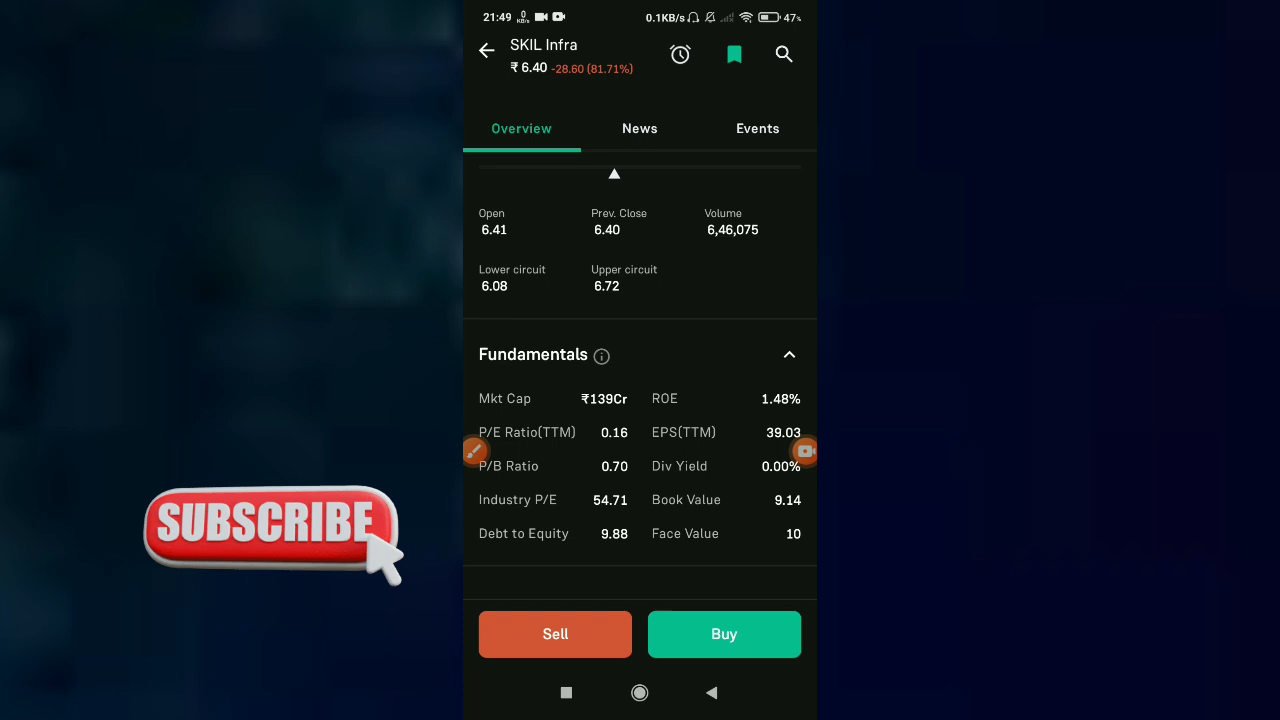 21:49 0 KB/s 0.1KB/s 47%
SKIL Infra
₹ 6.40 -28.60 (81.71%)
Overview News Events
Open Prev. Close Volume
6.41 6.40 6,46,075
Lower circuit Upper circuit
6.08 6.72
Fundamentals
Mkt Cap ₹139Cr ROE 1.48%
P/E Ratio(TTM) 0.16 EPS(TTM) 39.03
P/B Ratio 0.70 Div Yield 0.00%
Industry P/E 54.71 Book Value 9.14
Debt to Equity 9.88 Face Value 10
SUBSCRIBE
Sell Buy